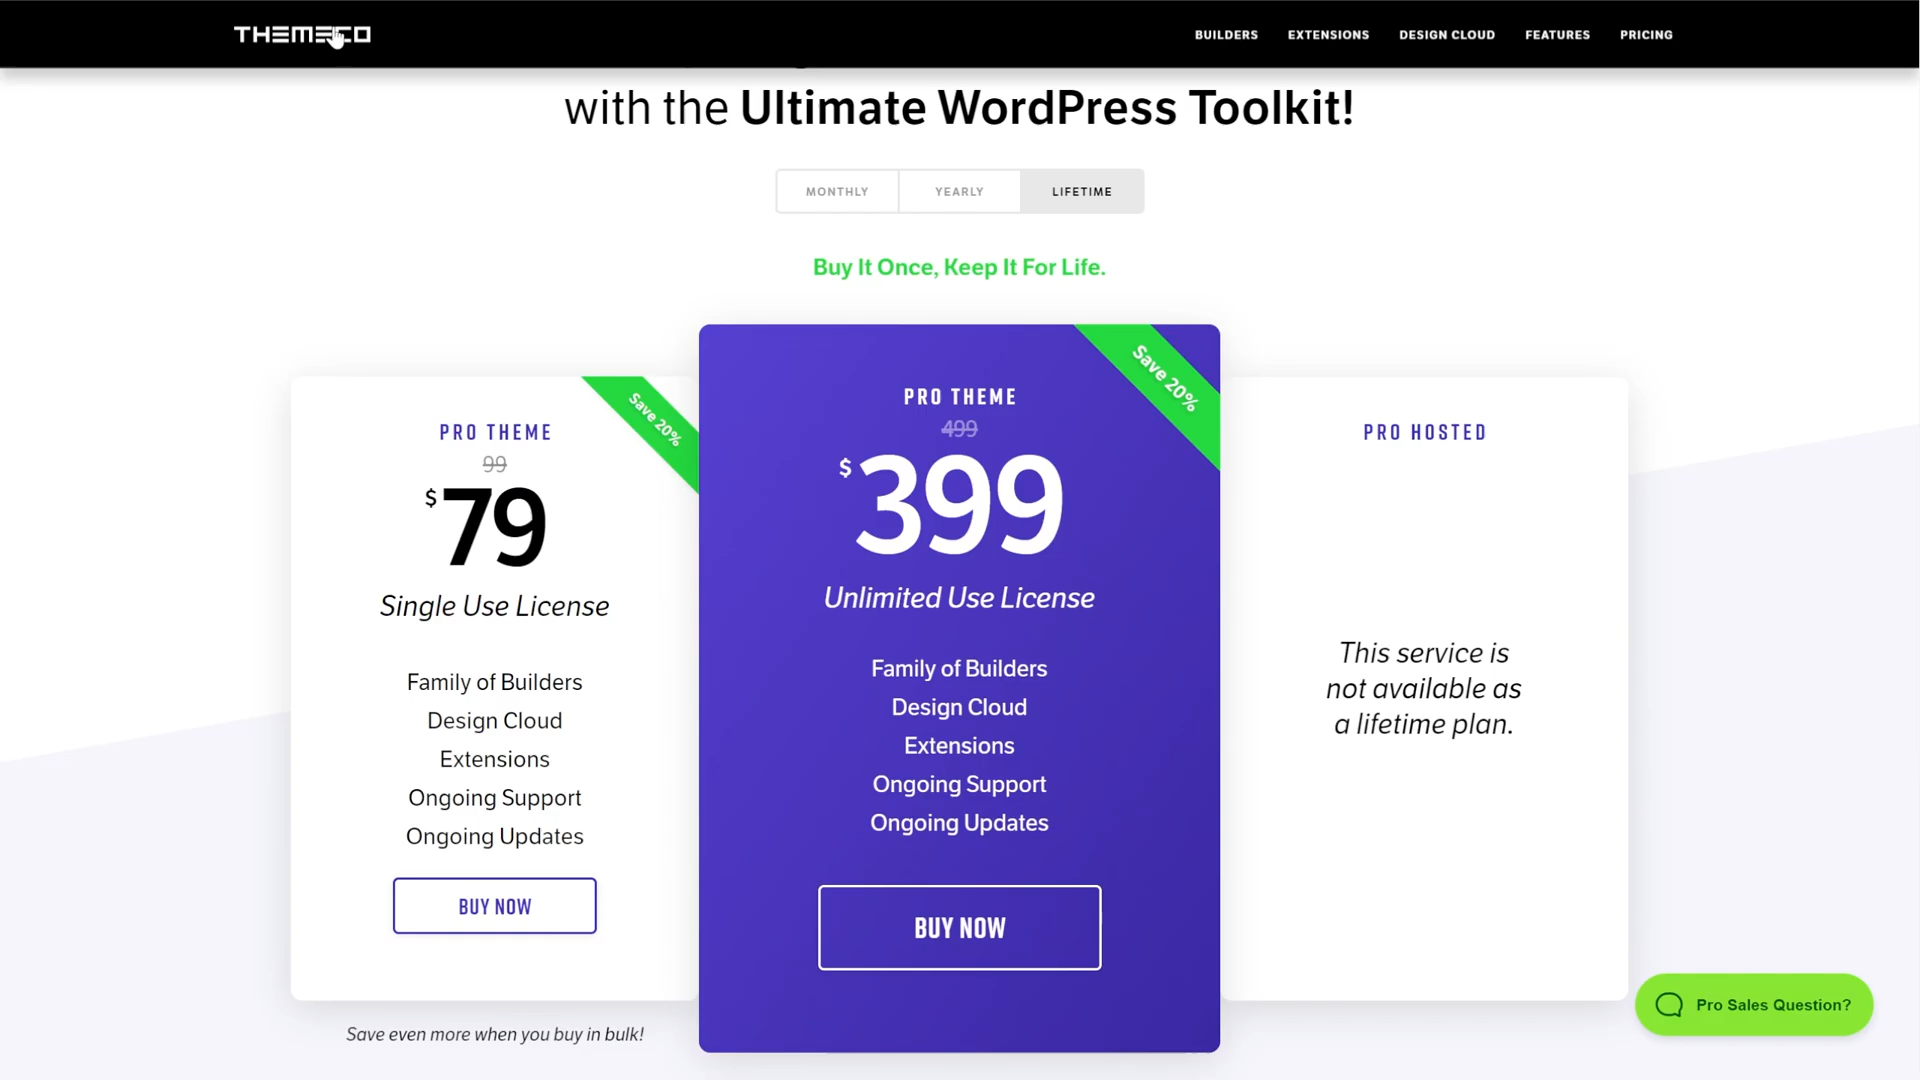 THEMECO
BUILDERS
EXTENSIONS
DESIGN CLOUD
FEATURES
PRICING
with the Ultimate WordPress Toolkit!
MONTHLY
YEARLY
LIFETIME
Buy It Once, Keep It For Life.
Save 20%
PRO THEME
99
$79
Single Use License
Family of Builders
Design Cloud
Extensions
Ongoing Support
Ongoing Updates
BUY NOW
Save even more when you buy in bulk!
Save 20%
PRO THEME
499
$399
Unlimited Use License
Family of Builders
Design Cloud
Extensions
Ongoing Support
Ongoing Updates
BUY NOW
PRO HOSTED
This service is
not available as
a lifetime plan.
Pro Sales Question?